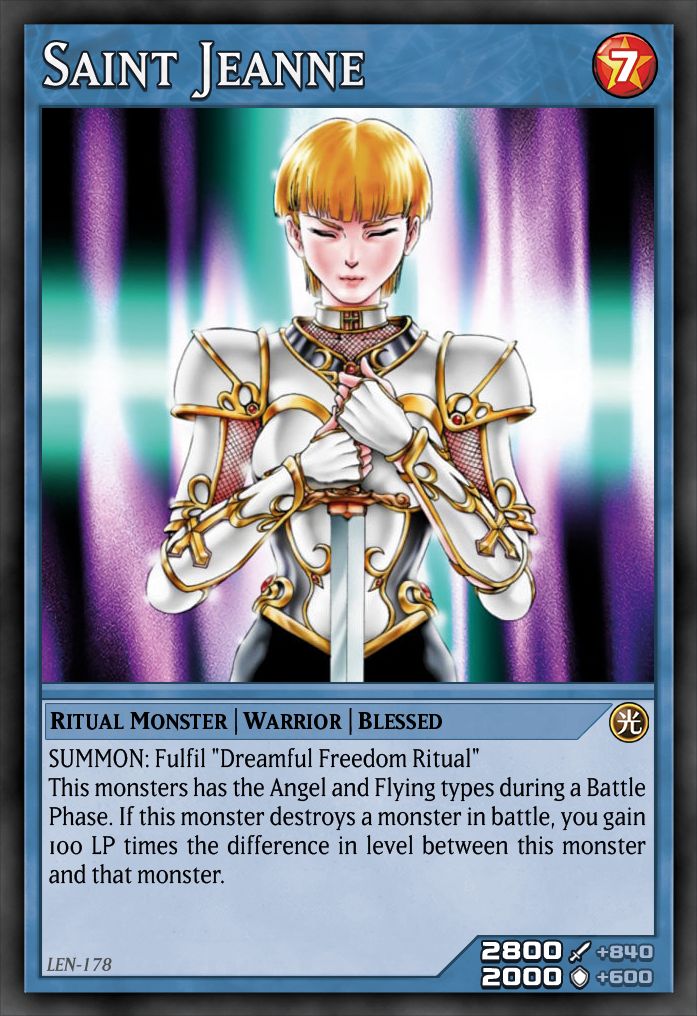 Saint Jeanne
7
Ritual Monster | Warrior | Blessed
光
SUMMON: Fulfil "Dreamful Freedom Ritual"
This monsters has the Angel and Flying types during a Battle
Phase. If this monster destroys a monster in battle, you gain
100 LP times the difference in level between this monster
and that monster.
LEN-178
2800 +840
2000 +600